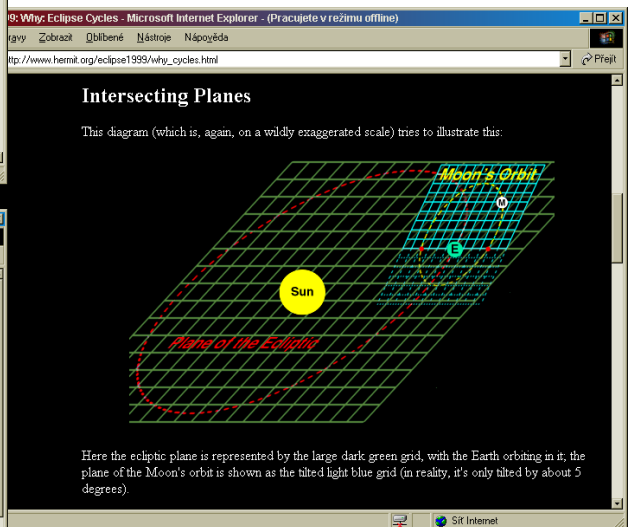 99: Why: Eclipse Cycles - Microsoft Internet Explorer - (Pracujete v režimu offline)
Zobrazit Oblíbené Nástroje Nápověda
ttp://www.hermit.org/eclipse1999/why_cycles.html
Přejít
Intersecting Planes
This diagram (which is, again, on a wildly exaggerated scale) tries to illustrate this:
Moon's Orbit
M
E
Sun
Plane of the Ecliptic
Here the ecliptic plane is represented by the large dark green grid, with the Earth orbiting in it; the
plane of the Moon's orbit is shown as the tilted light blue grid (in reality, it's only tilted by about 5
degrees).
Síť Internet